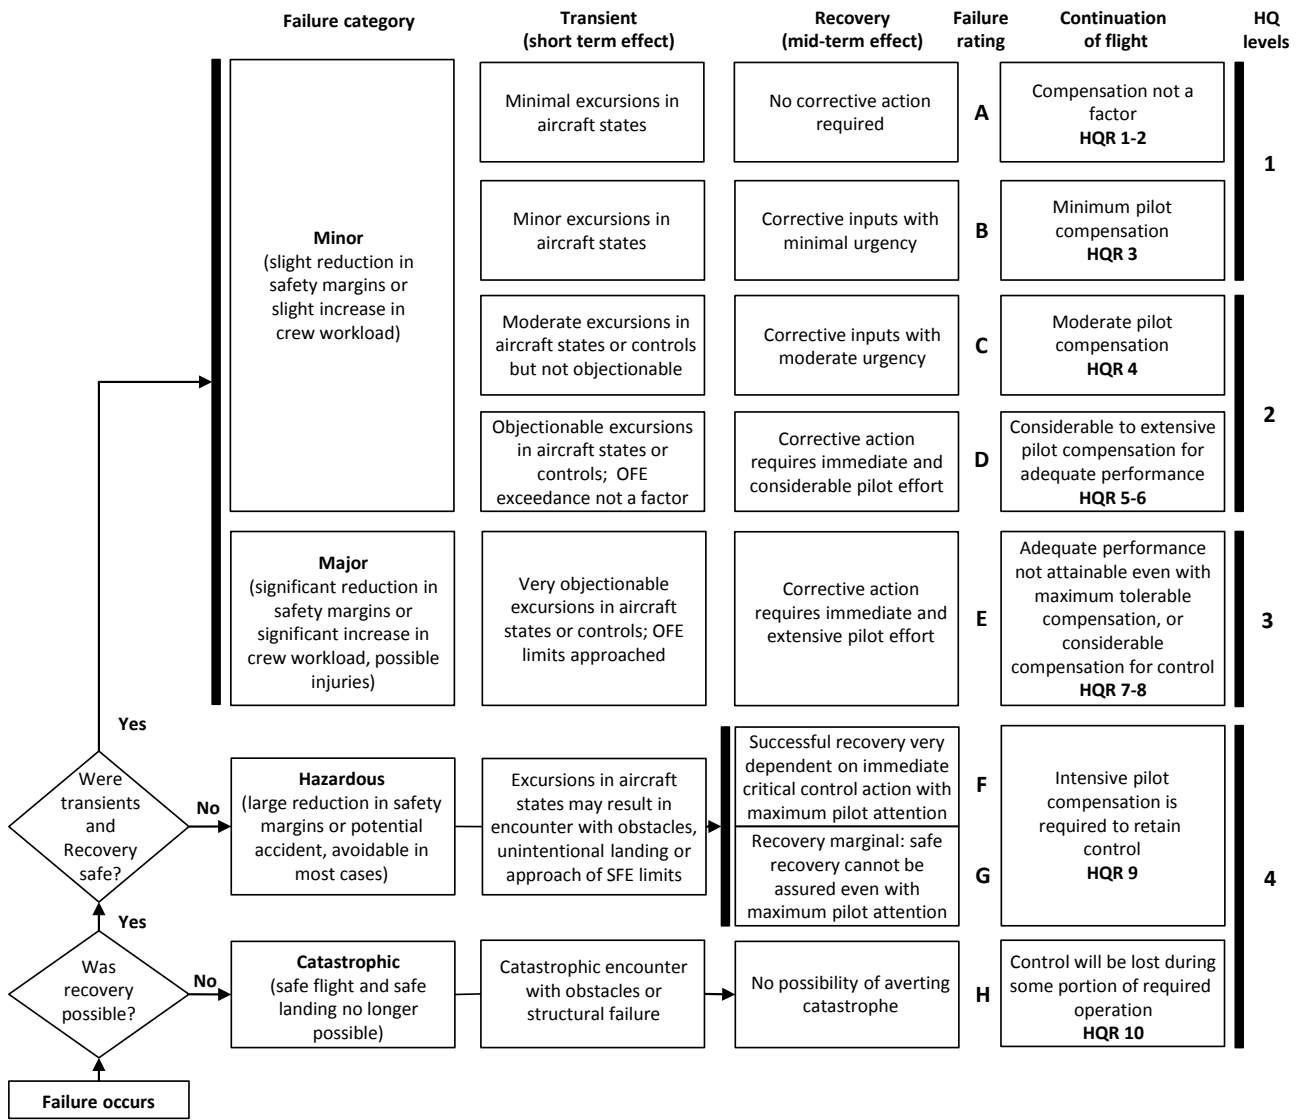 Failure category
Transient
(short term effect)
Recovery
(mid-term effect)
Failure
rating
Continuation
of flight
HQ
levels
Minor
(slight reduction in
safety margins or
slight increase in
crew workload)
Minimal excursions in
aircraft states
No corrective action
required
A
Compensation not a
factor
HQR 1-2
1
Minor excursions in
aircraft states
Corrective inputs with
minimal urgency
B
Minimum pilot
compensation
HQR 3
Moderate excursions in
aircraft states or controls
but not objectionable
Corrective inputs with
moderate urgency
C
Moderate pilot
compensation
HQR 4
2
Objectionable excursions
in aircraft states or
controls; OFE
exceedance not a factor
Corrective action
requires immediate and
considerable pilot effort
D
Considerable to extensive
pilot compensation for
adequate performance
HQR 5-6
Major
(significant reduction in
safety margins or
significant increase in
crew workload, possible
injuries)
Very objectionable
excursions in aircraft
states or controls; OFE
limits approached
Corrective action
requires immediate and
extensive pilot effort
E
Adequate performance
not attainable even with
maximum tolerable
compensation, or
considerable
compensation for control
HQR 7-8
3
Yes
Were
transients
and
Recovery
safe?
No
Hazardous
(large reduction in safety
margins or potential
accident, avoidable in
most cases)
Excursions in aircraft
states may result in
encounter with obstacles,
unintentional landing or
approach of SFE limits
Successful recovery very
dependent on immediate
critical control action with
maximum pilot attention
F
Recovery marginal: safe
recovery cannot be
assured even with
maximum pilot attention
G
Intensive pilot
compensation is
required to retain
control
HQR 9
4
Yes
Was
recovery
possible?
No
Catastrophic
(safe flight and safe
landing no longer
possible)
Catastrophic encounter
with obstacles or
structural failure
No possibility of averting
catastrophe
H
Control will be lost during
some portion of required
operation
HQR 10
Failure occurs